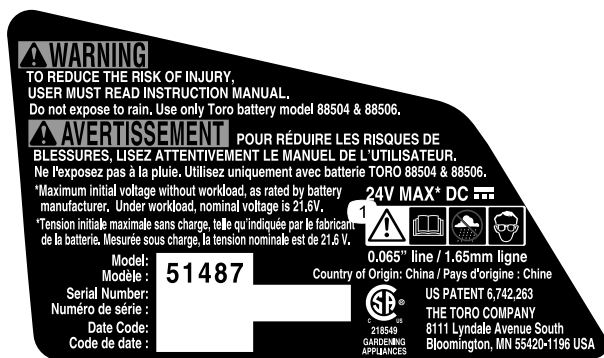 WARNING
TO REDUCE THE RISK OF INJURY,
USER MUST READ INSTRUCTION MANUAL.
Do not expose to rain. Use only Toro battery model 88504 & 88506.
AVERTISSEMENT POUR RÉDUIRE LES RISQUES DE
BLESSURES, LISEZ ATTENTIVEMENT LE MANUEL DE L'UTILISATEUR.
Ne l'exposez pas à la pluie. Utilisez uniquement avec batterie TORO 88504 & 88506.
*Maximum initial voltage without workload, as rated by battery
manufacturer. Under workload, nominal voltage is 21.6V.
*Tension initiale maximale sans charge, telle qu'indiquée par le fabricant
de la batterie. Mesurée sous charge, la tension nominale est de 21.6 V.
24V MAX* DC
1
0.065" line / 1.65mm ligne
Country of Origin: China / Pays d'origine : China
Model:
Modèle :
51487
Serial Number:
Numéro de série :
Date Code:
Code de date :
CSA ®
C US
218549
GARDENING
APPLIANCES
US PATENT 6,742,263
THE TORO COMPANY
8111 Lyndale Avenue South
Bloomington, MN 55420-1196 USA